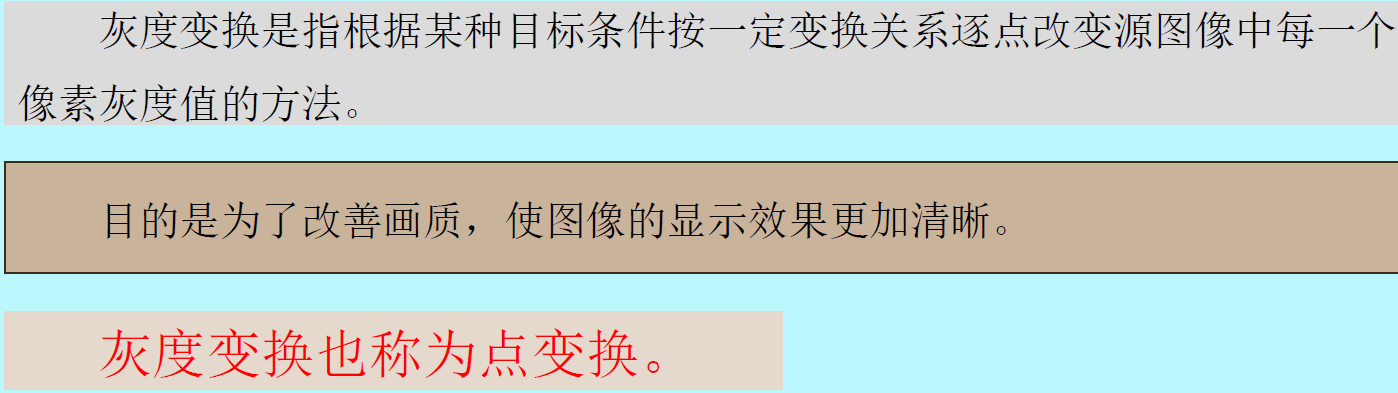 灰度变换是指根据某种目标条件按一定变换关系逐点改变源图像中每一个
像素灰度值的方法。
目的是为了改善画质，使图像的显示效果更加清晰。
灰度变换也称为点变换。